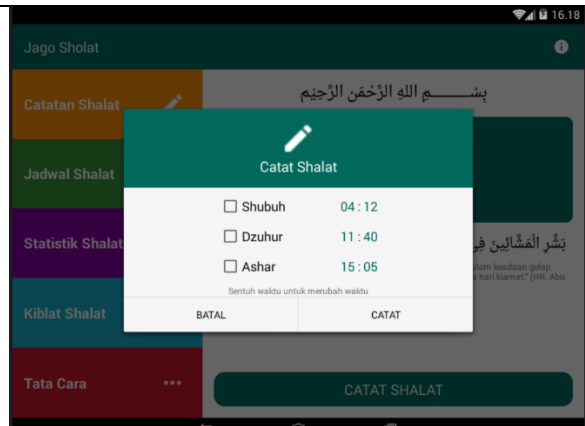 16.18
Jago Sholat
Catatan Shalat
بِسْــــــــمِ اللهِ الرَّحْمَنِ الرَّحِيْمِ
Catat Shalat
Jadwal Shalat
Shubuh 04 : 12
Dzuhur 11 : 40
Statistik Shalat
بَشِّرِ الْمَشَّائِينَ فِي
Ashar 15 : 05
alam keadaan gelap
hari kiamat." (HR. Abu
Sentuh waktu untuk merubah waktu
Kiblat Shalat
BATAL CATAT
Tata Cara
CATAT SHALAT